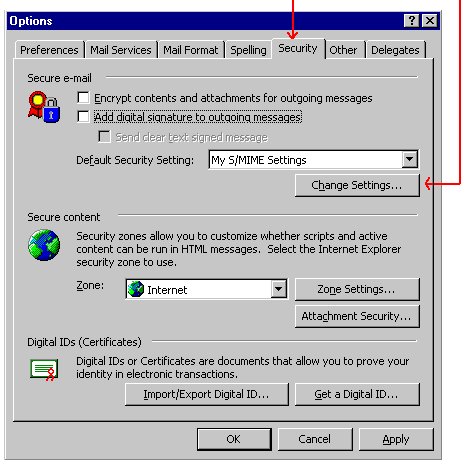 Options
Preferences Mail Services Mail Format Spelling Security Other Delegates
Secure e-mail
Encrypt contents and attachments for outgoing messages
Add digital signature to outgoing messages
Send clear text signed message
Default Security Setting: My S/MIME Settings
Change Settings...
Secure content
Security zones allow you to customize whether scripts and active
content can be run in HTML messages. Select the Internet Explorer
security zone to use.
Zone: Internet Zone Settings...
Attachment Security...
Digital IDs (Certificates)
Digital IDs or Certificates are documents that allow you to prove your
identity in electronic transactions.
Import/Export Digital ID... Get a Digital ID...
OK Cancel Apply